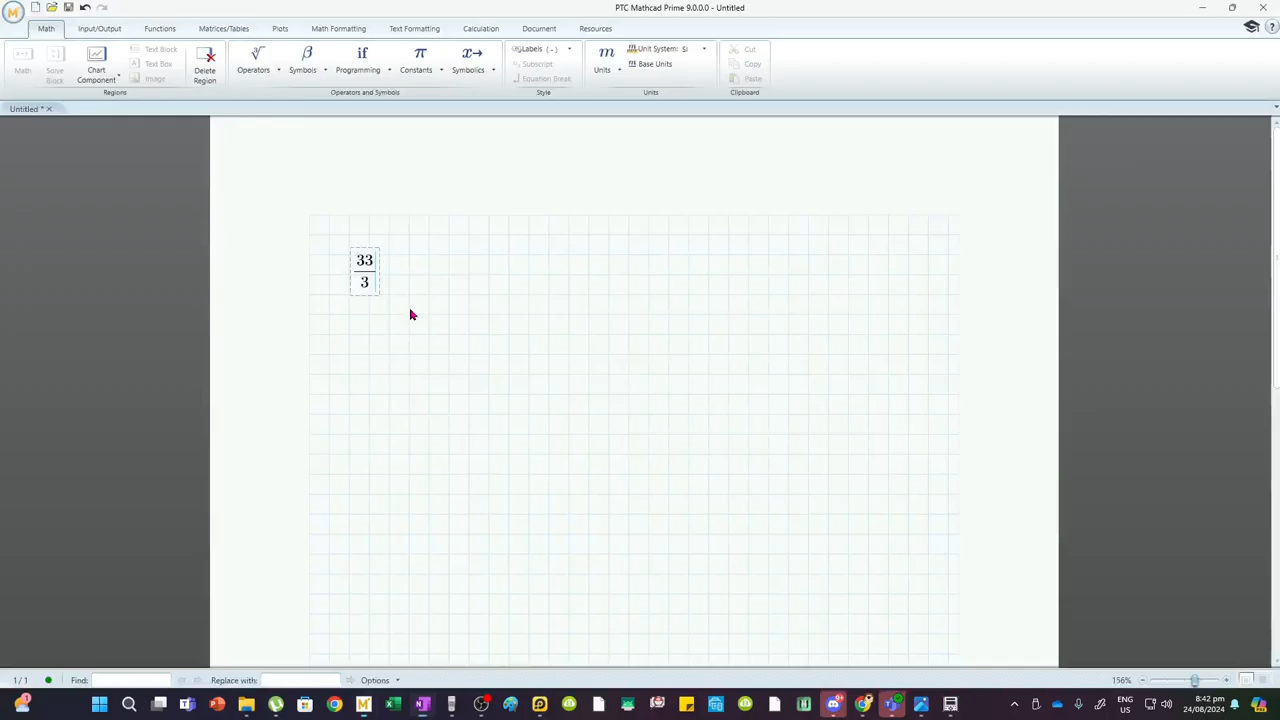 PTC Mathcad Prime 9.0.0.0 - Untitled
Math Input/Output Functions Matrices/Tables Plots Math Formatting Text Formatting Calculation Document Resources
Math Solve Block Chart Component Text Block Text Box Image Delete Region
Operators Symbols Programming Constants Symbolics
Labels ( - ) Subscript Equation Break
Units Unit System: SI Base Units
Cut Copy Paste
Regions Operators and Symbols Style Units Clipboard
Untitled *
33
3
1 / 1 Find: Replace with: Options 156%
ENG
US
8:42 pm
24/08/2024